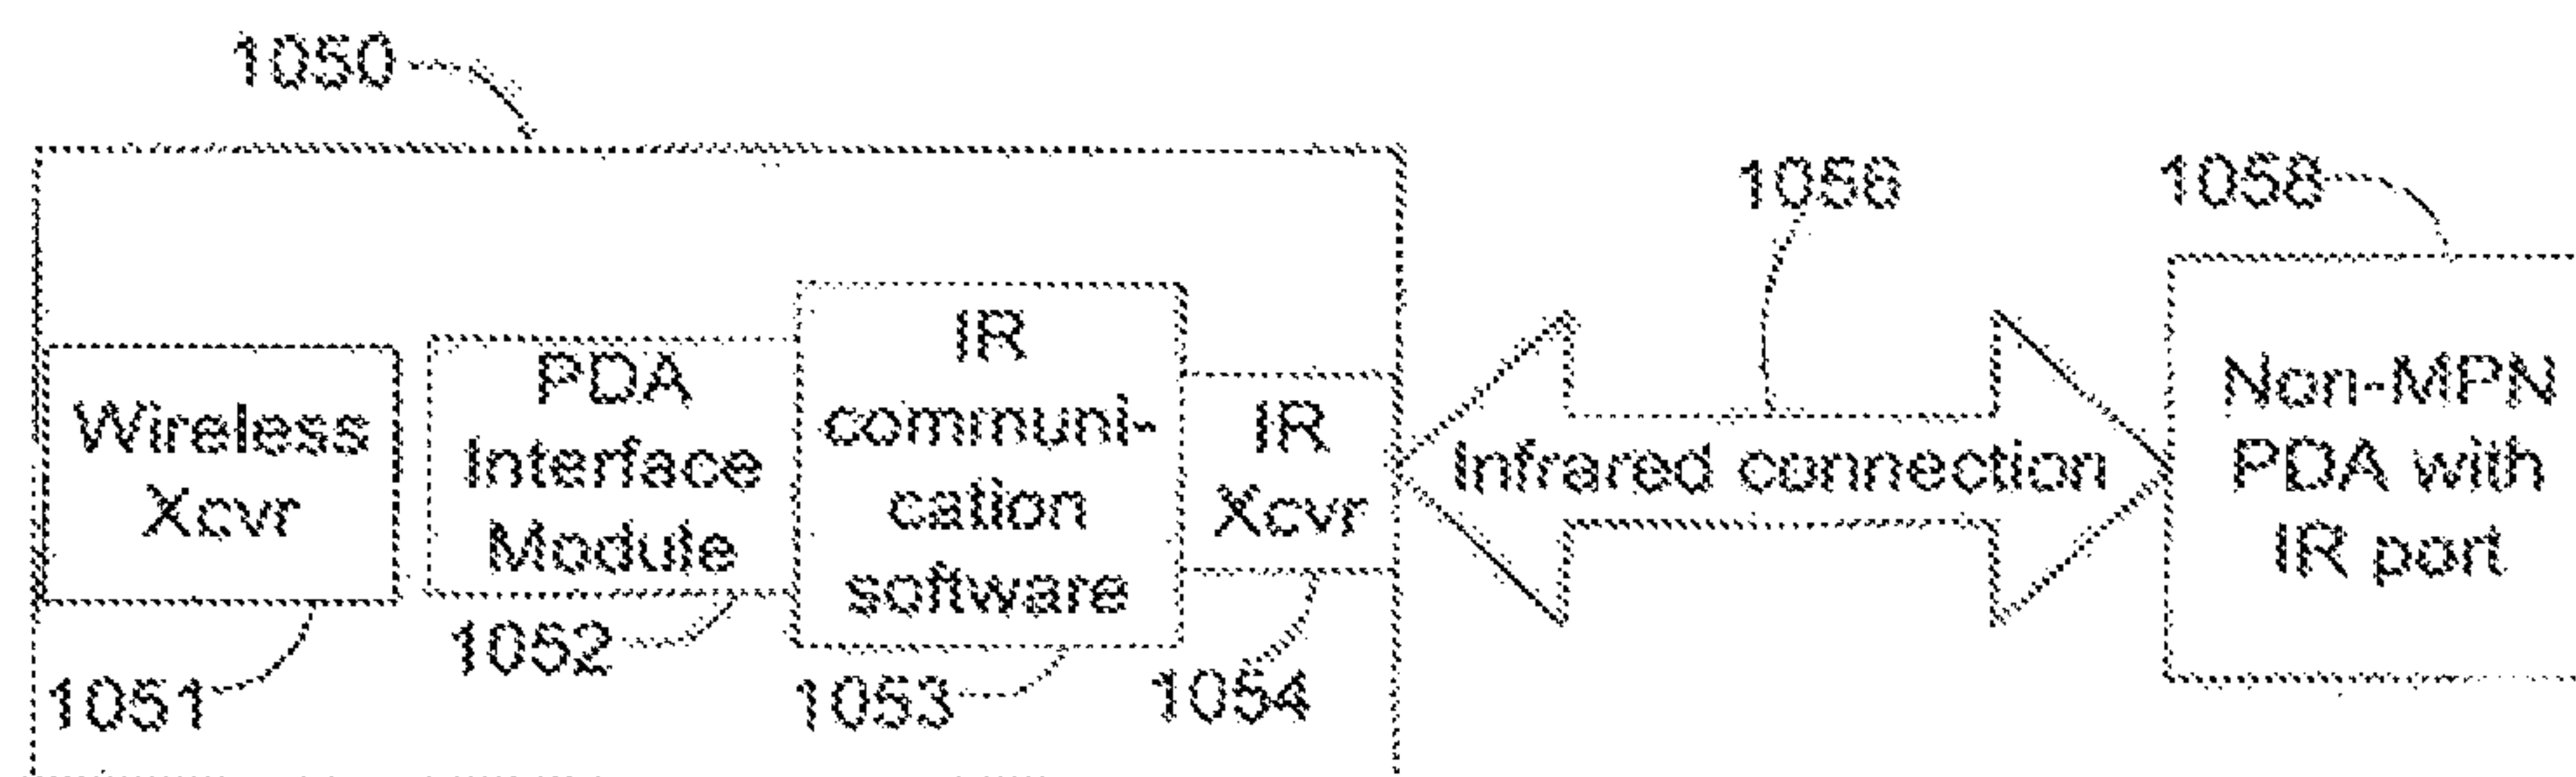 1050
1056
1058
Wireless
Xcvr
PDA
Interface
Module
IR
communi-
cation
software
IR
Xcvr
Infrared connection
Non-MPN
PDA with
IR port
1051
1052
1053
1054